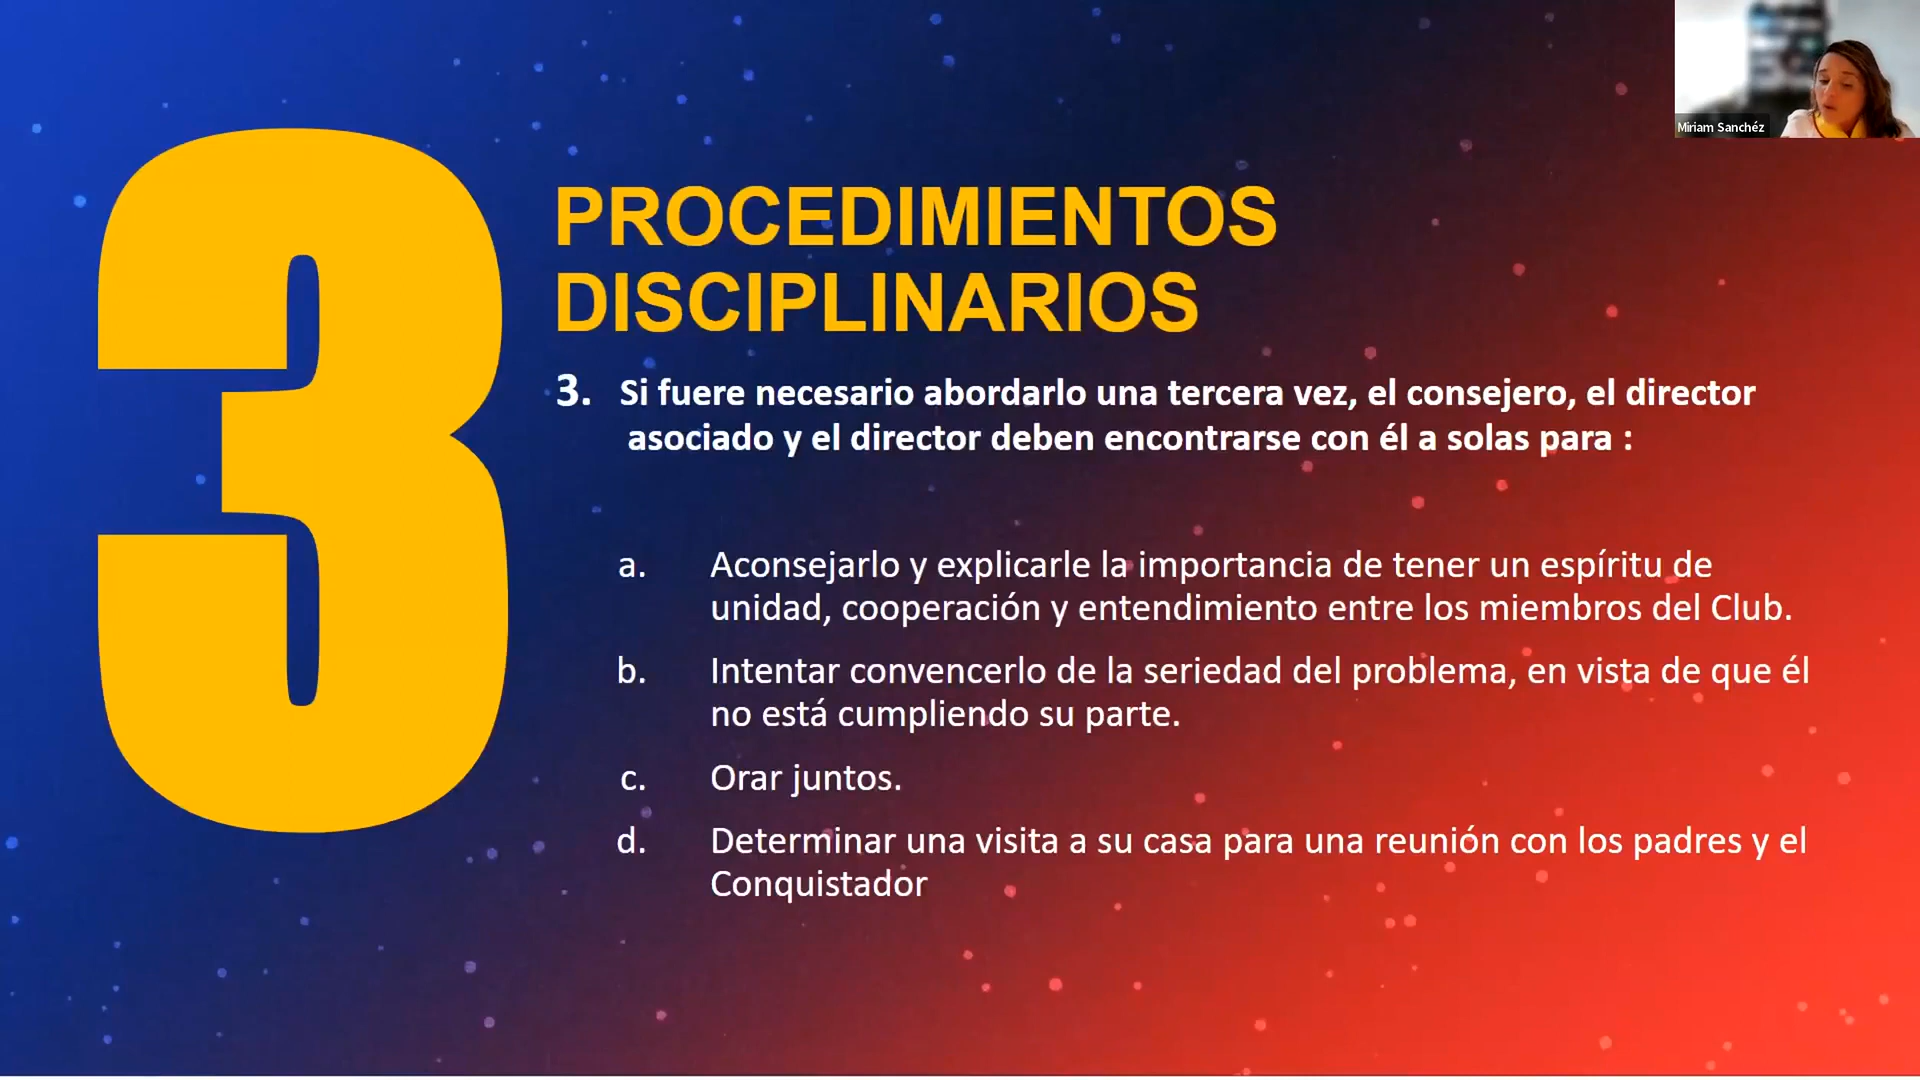 Miriam Sanchéz
3
PROCEDIMIENTOS
DISCIPLINARIOS
3. Si fuere necesario abordarlo una tercera vez, el consejero, el director
asociado y el director deben encontrarse con él a solas para :
a. Aconsejarlo y explicarle la importancia de tener un espíritu de
unidad, cooperación y entendimiento entre los miembros del Club.
b. Intentar convencerlo de la seriedad del problema, en vista de que él
no está cumpliendo su parte.
c. Orar juntos.
d. Determinar una visita a su casa para una reunión con los padres y el
Conquistador